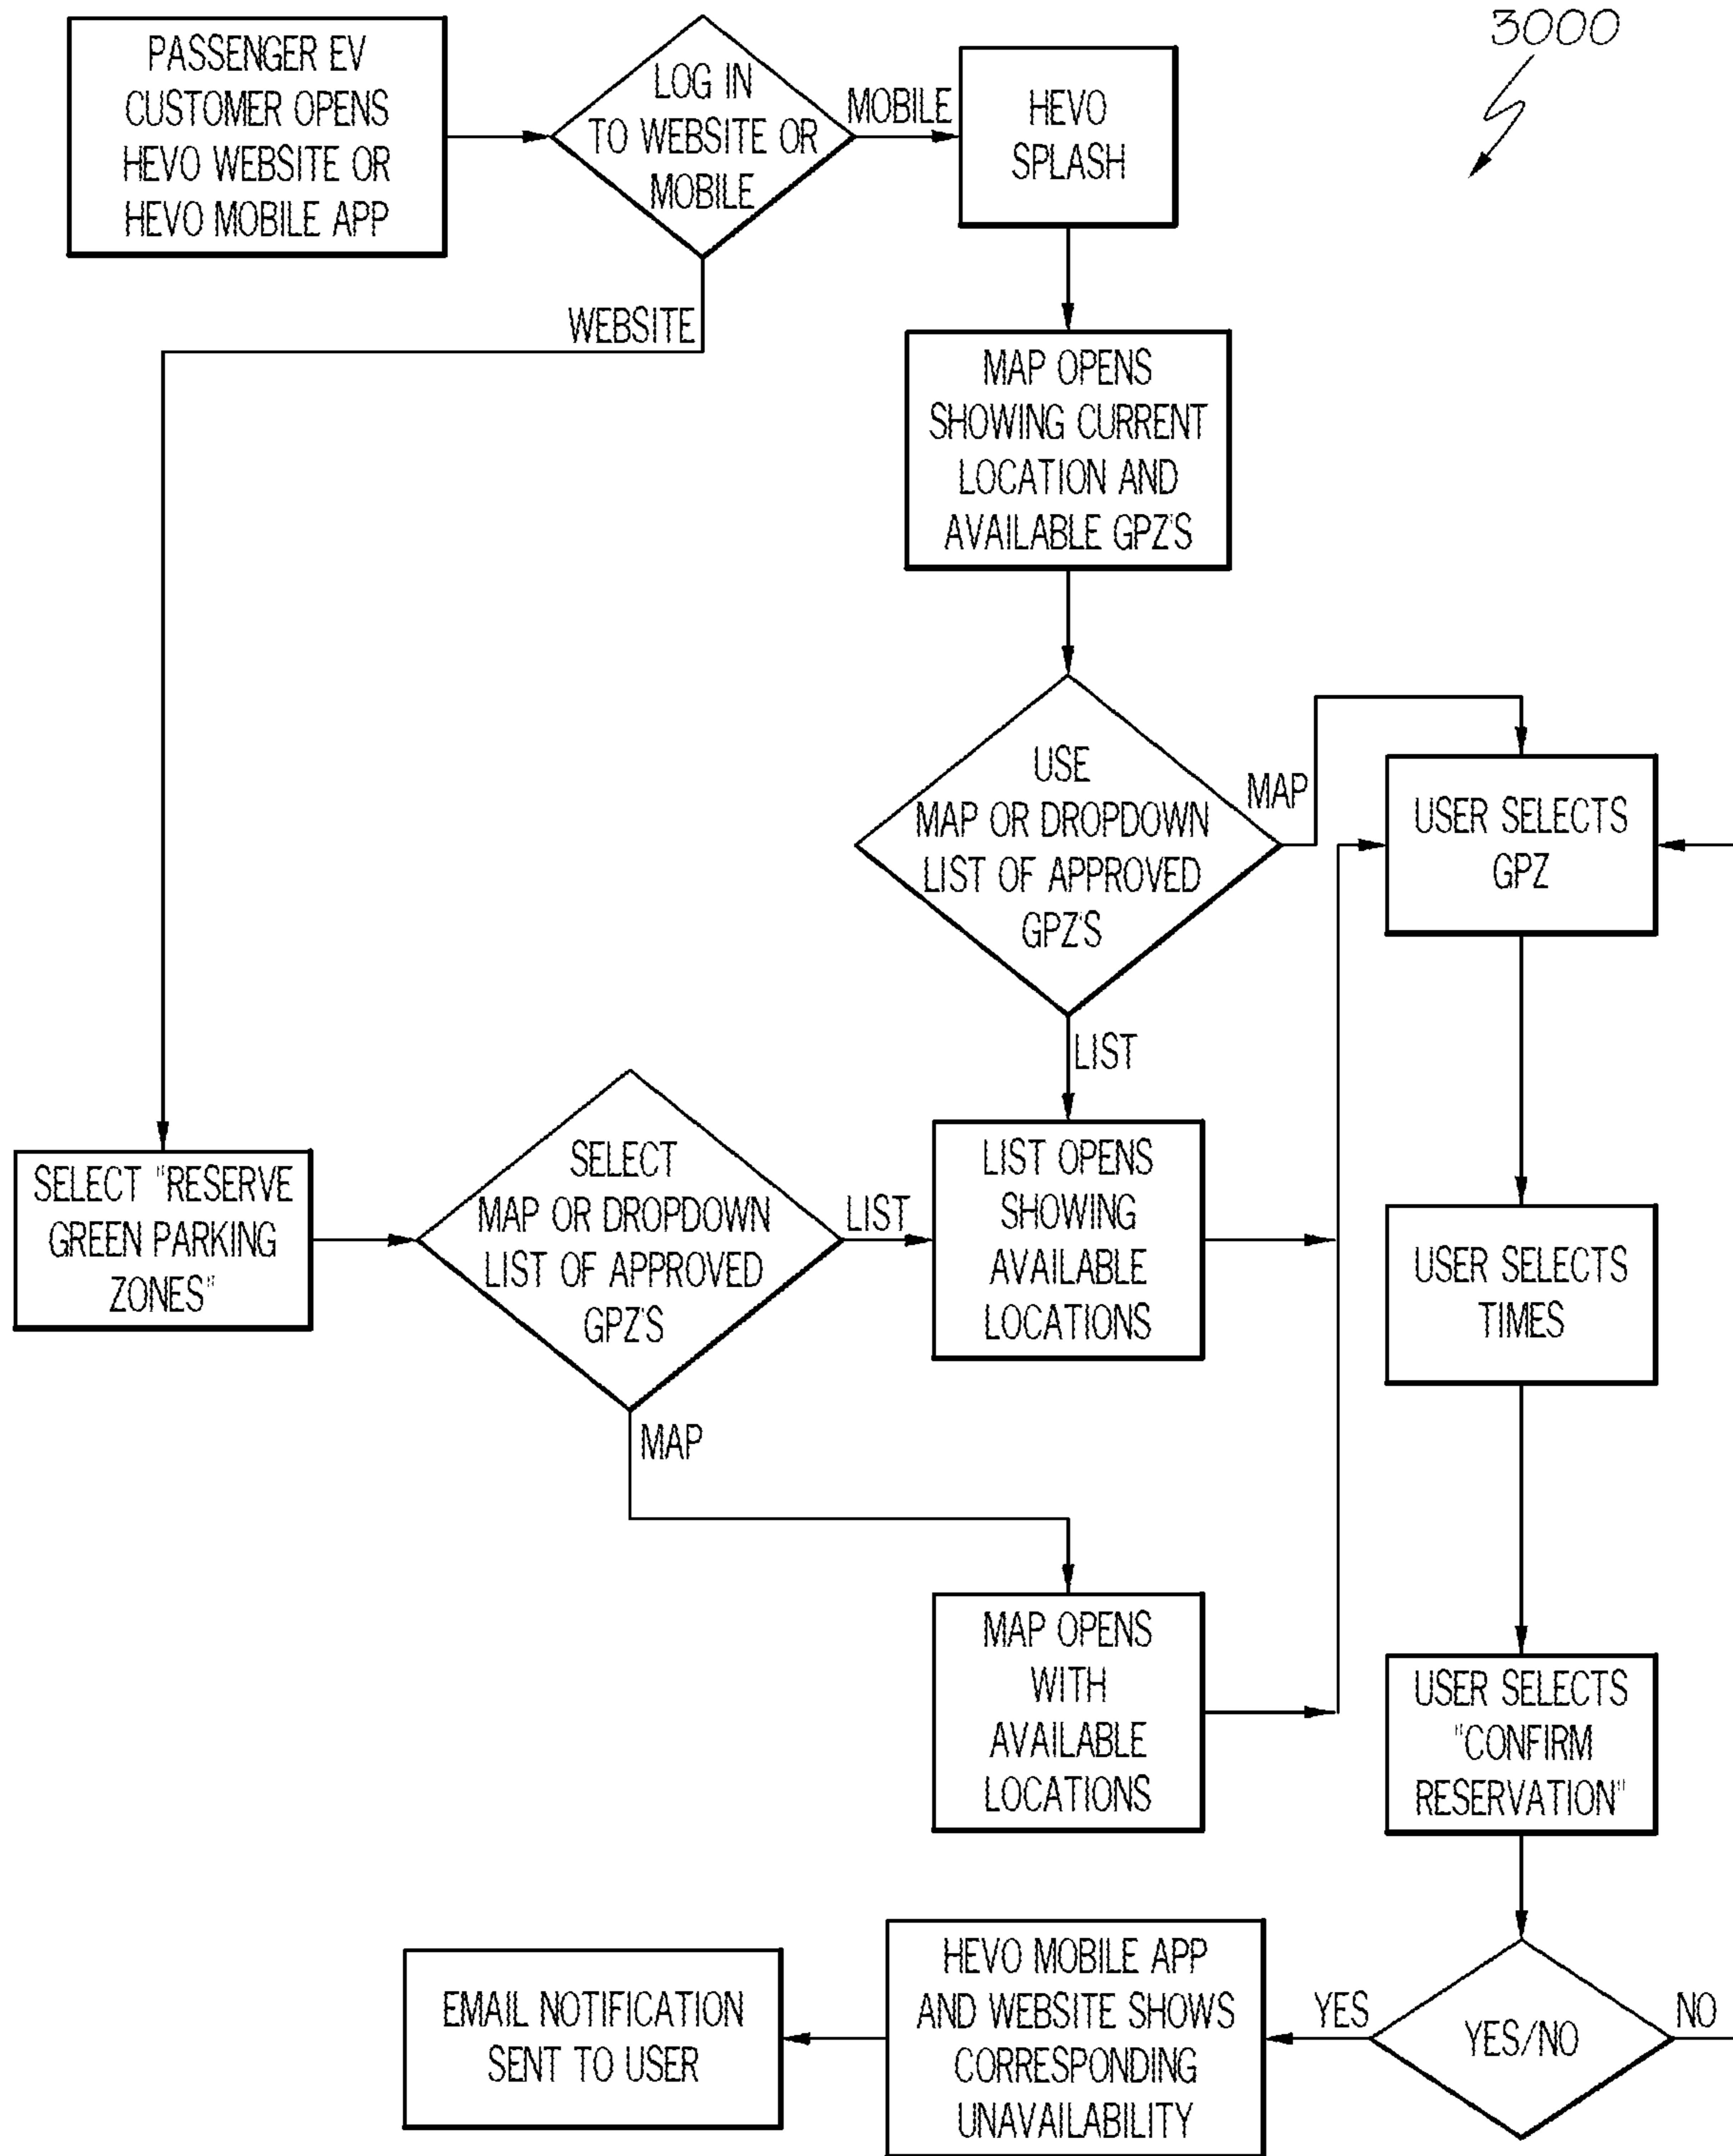 3000
PASSENGER EV
CUSTOMER OPENS
HEVO WEBSITE OR
HEVO MOBILE APP
LOG IN
TO WEBSITE OR
MOBILE
MOBILE
HEVO
SPLASH
WEBSITE
MAP OPENS
SHOWING CURRENT
LOCATION AND
AVAILABLE GPZ'S
USE
MAP OR DROPDOWN
LIST OF APPROVED
GPZ'S
MAP
USER SELECTS
GPZ
LIST
SELECT "RESERVE
GREEN PARKING
ZONES"
SELECT
MAP OR DROPDOWN
LIST OF APPROVED
GPZ'S
LIST
LIST OPENS
SHOWING
AVAILABLE
LOCATIONS
USER SELECTS
TIMES
MAP
MAP OPENS
WITH
AVAILABLE
LOCATIONS
USER SELECTS
"CONFIRM
RESERVATION"
YES/NO
YES
NO
HEVO MOBILE APP
AND WEBSITE SHOWS
CORRESPONDING
UNAVAILABILITY
EMAIL NOTIFICATION
SENT TO USER